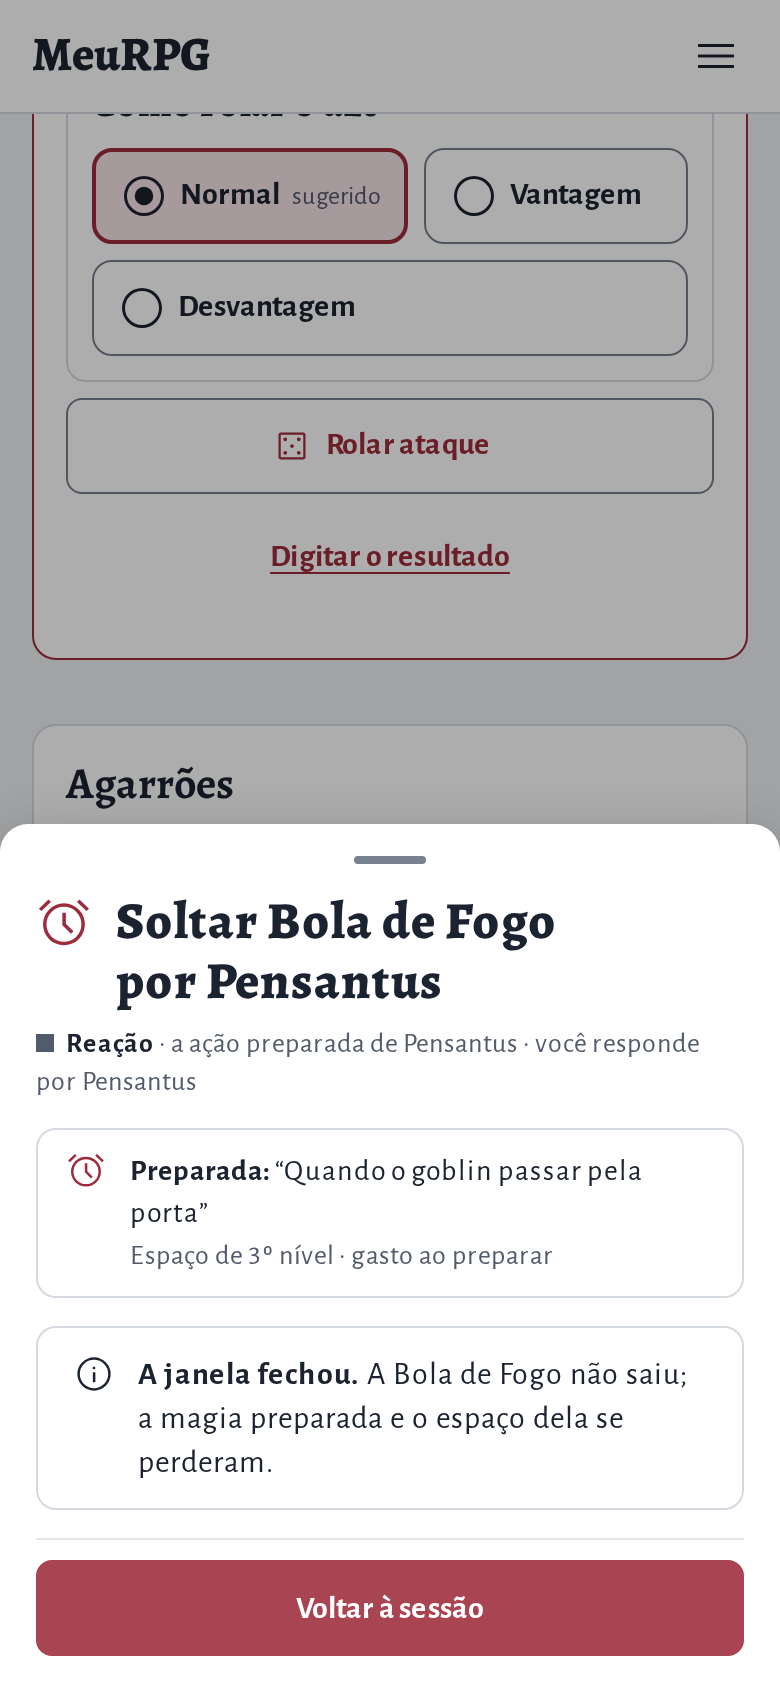 MeuRPG
Normal sugerido
Vantagem
Desvantagem
Rolar ataque
Digitar o resultado
Agarrões
Soltar Bola de Fogo
por Pensantus
Reação · a ação preparada de Pensantus · você responde
por Pensantus
Preparada: “Quando o goblin passar pela
porta”
Espaço de 3º nível · gasto ao preparar
A janela fechou. A Bola de Fogo não saiu;
a magia preparada e o espaço dela se
perderam.
Voltar à sessão